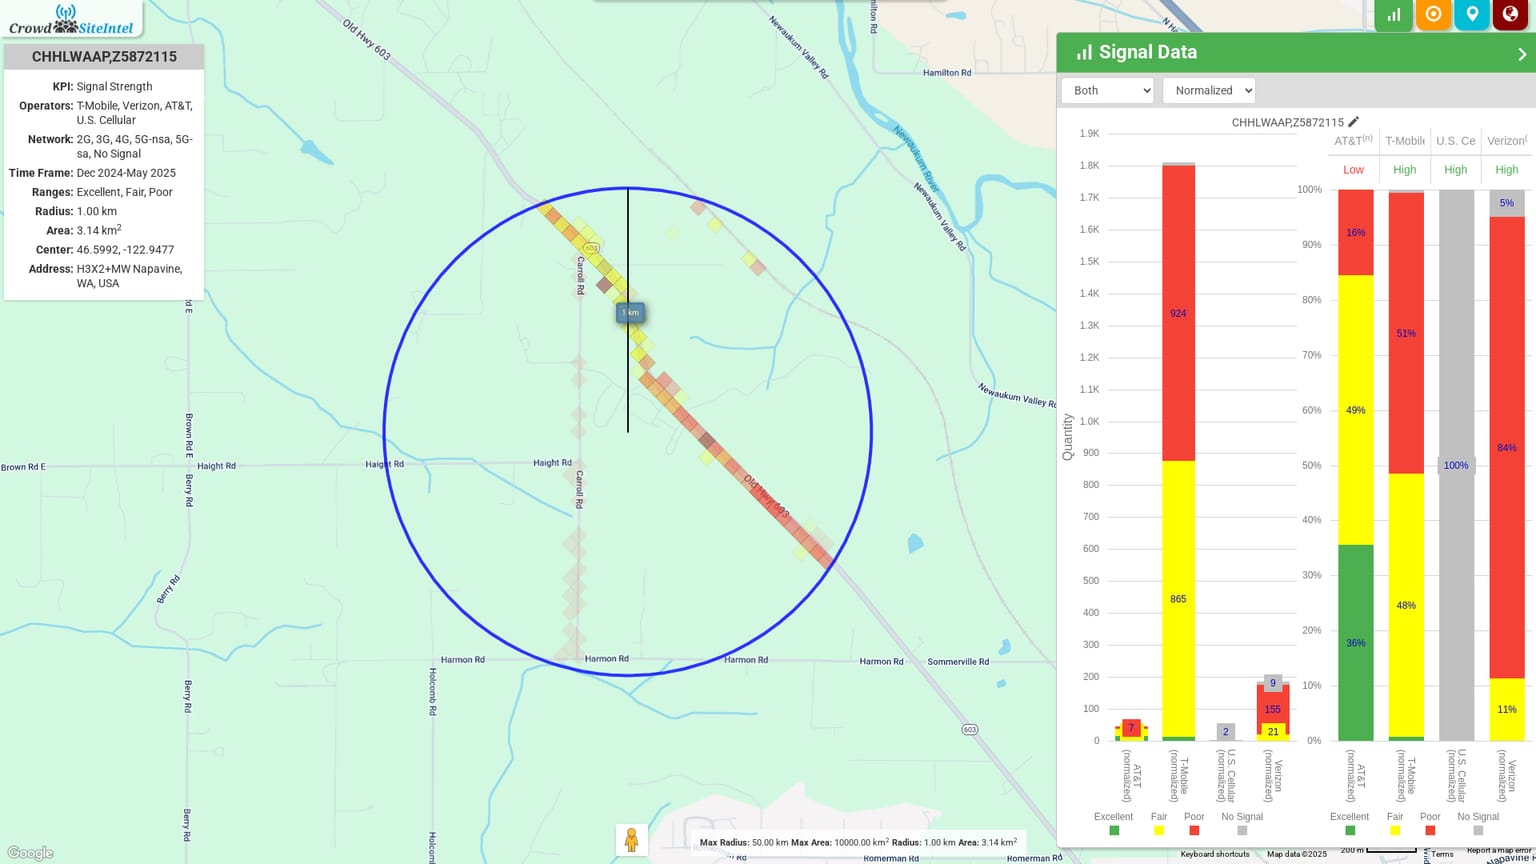 Crowd SiteIntel
CHHLWAAP,Z5872115
KPI: Signal Strength
Operators: T-Mobile, Verizon, AT&T,
U.S. Cellular
Network: 2G, 3G, 4G, 5G-nsa, 5G-
sa, No Signal
Time Frame: Dec 2024-May 2025
Ranges: Excellent, Fair, Poor
Radius: 1.00 km
Area: 3.14 km²
Center: 46.5992, -122.9477
Address: H3X2+MW Napavine,
WA, USA
Old Hwy 603
Newaukum Valley Rd
Hamilton Rd
Newaukum River
Newaukum Valley Rd
Newaukum Valley Rd
603
Carroll Rd
1 km
Brown Rd E
Brown Rd E
Haight Rd
Haight Rd
Haight Rd
Berry Rd
Carroll Rd
Old Hwy 603
Berry Rd
Harmon Rd
Harmon Rd
Harmon Rd
Harmon Rd
Sommerville Rd
Berry Rd
Holcomb Rd
603
Berry Rd
Google
Max Radius: 50.00 km Max Area: 10000.00 km² Radius: 1.00 km Area: 3.14 km²
Romerman Rd
Romerman Rd
200 m
Keyboard shortcuts
Map data ©2025
Terms
Report a map error
Napavine
Signal Data
Both
Normalized
CHHLWAAP,Z5872115
Quantity
1.9K
1.8K
1.7K
1.6K
1.5K
1.4K
1.3K
1.2K
1.1K
1.0K
900
800
700
600
500
400
300
200
100
0
7
924
865
2
9
155
21
AT&T (normalized)
T-Mobile (normalized)
U.S. Cellular (normalized)
Verizon (normalized)
Excellent
Fair
Poor
No Signal
AT&T(n)
T-Mobile
U.S. Ce
Verizon(
Low
High
High
High
100%
90%
80%
70%
60%
50%
40%
30%
20%
10%
0%
16%
49%
36%
51%
48%
100%
5%
84%
11%
AT&T (normalized)
T-Mobile (normalized)
U.S. Cellular (normalized)
Verizon (normalized)
Excellent
Fair
Poor
No Signal